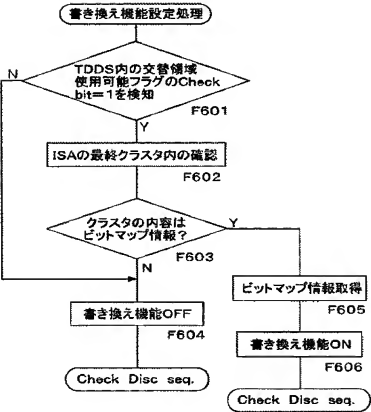 書き換え機能設定処理
N
TDDS内の交替領域
使用可能フラグのCheck
bit=1を検知
F601
Y
ISAの最終クラスタ内の確認
F602
クラスタの内容は
ビットマップ情報?
Y
F603
N
ビットマップ情報取得
F605
書き換え機能OFF
F604
書き換え機能ON
F606
Check Disc seq.
Check Disc seq.